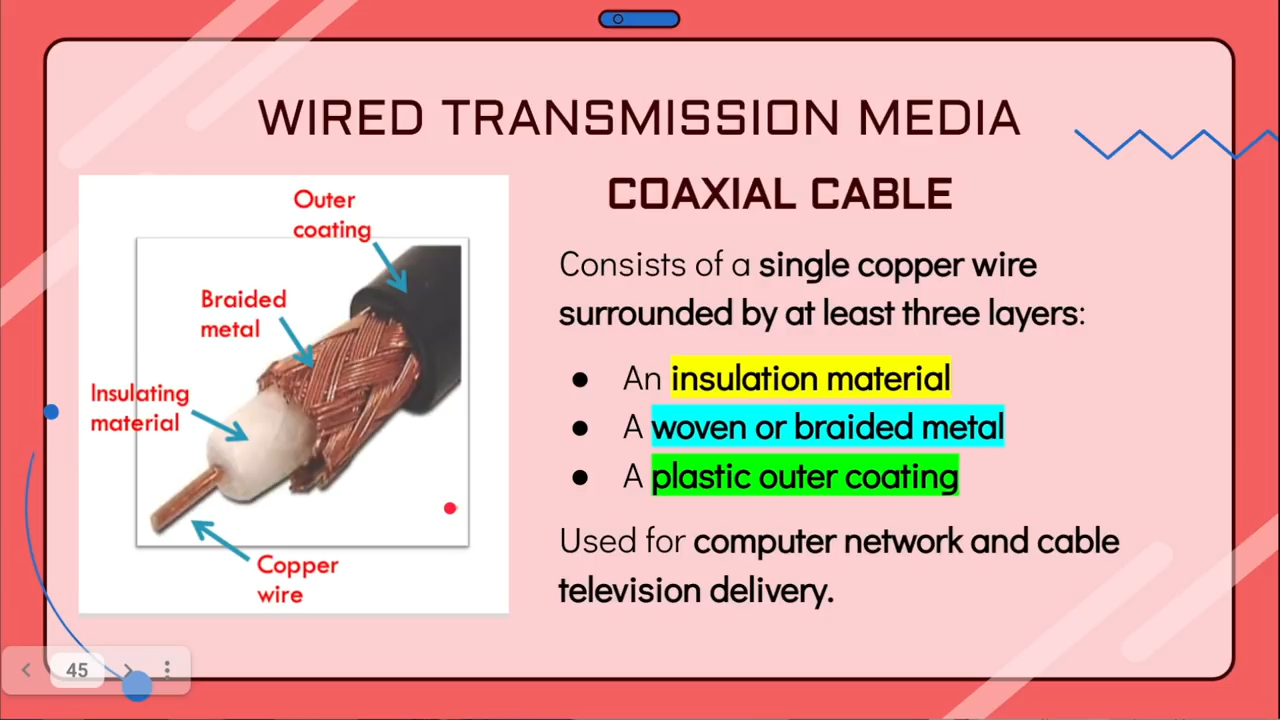 WIRED TRANSMISSION MEDIA
Outer
coating
Braided
metal
Insulating
material
Copper
wire
COAXIAL CABLE
Consists of a single copper wire
surrounded by at least three layers:
● An insulation material
● A woven or braided metal
● A plastic outer coating
Used for computer network and cable
television delivery.
45